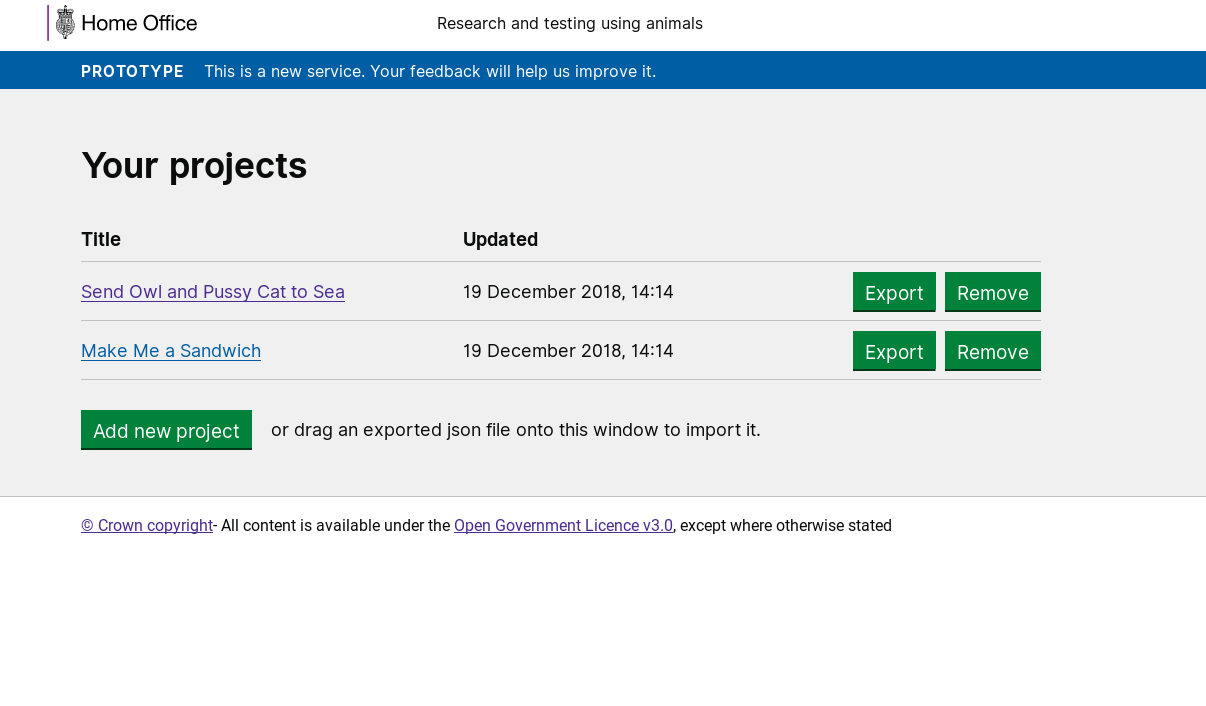 Home Office
Research and testing using animals
PROTOTYPE This is a new service. Your feedback will help us improve it.
Your projects
Title Updated
Send Owl and Pussy Cat to Sea 19 December 2018, 14:14 Export Remove
Make Me a Sandwich 19 December 2018, 14:14 Export Remove
Add new project or drag an exported json file onto this window to import it.
© Crown copyright- All content is available under the Open Government Licence v3.0, except where otherwise stated